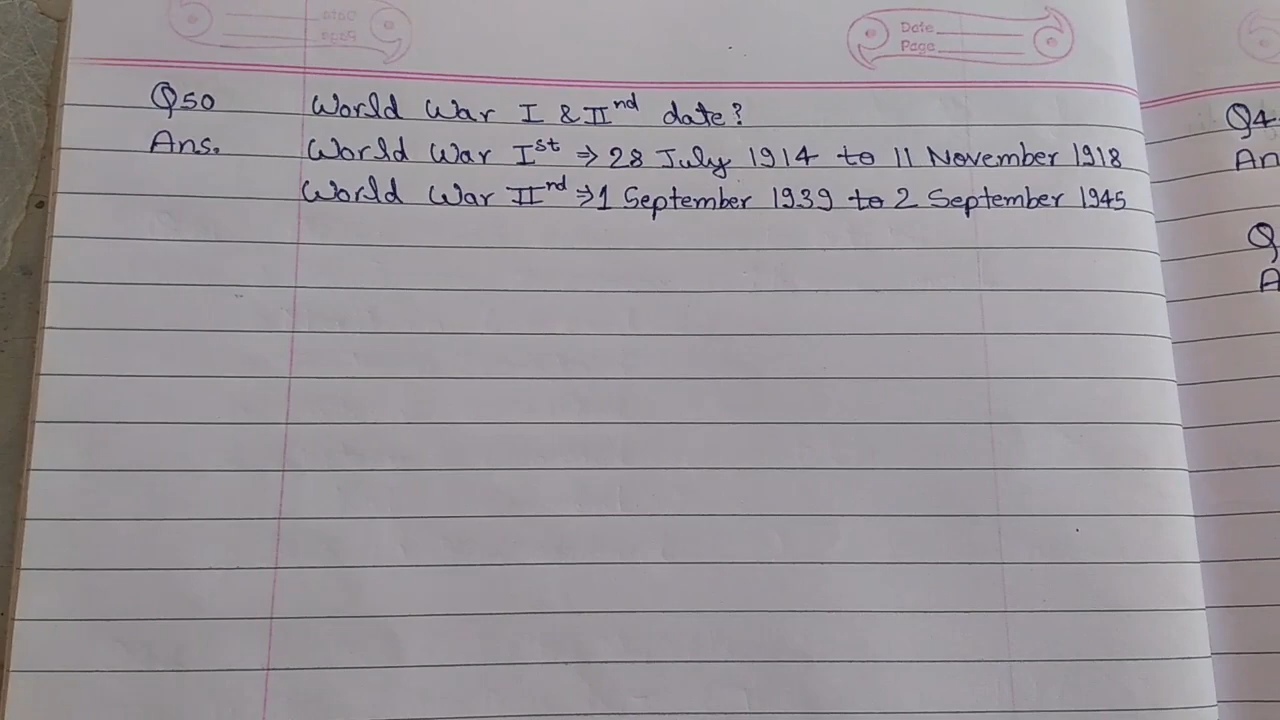 Date
Page
Q50 World War I & IInd date?
Ans. World War Ist ⇒ 28 July 1914 to 11 November 1918
World War IInd ⇒ 1 September 1939 to 2 September 1945
Q4
An
Q
A